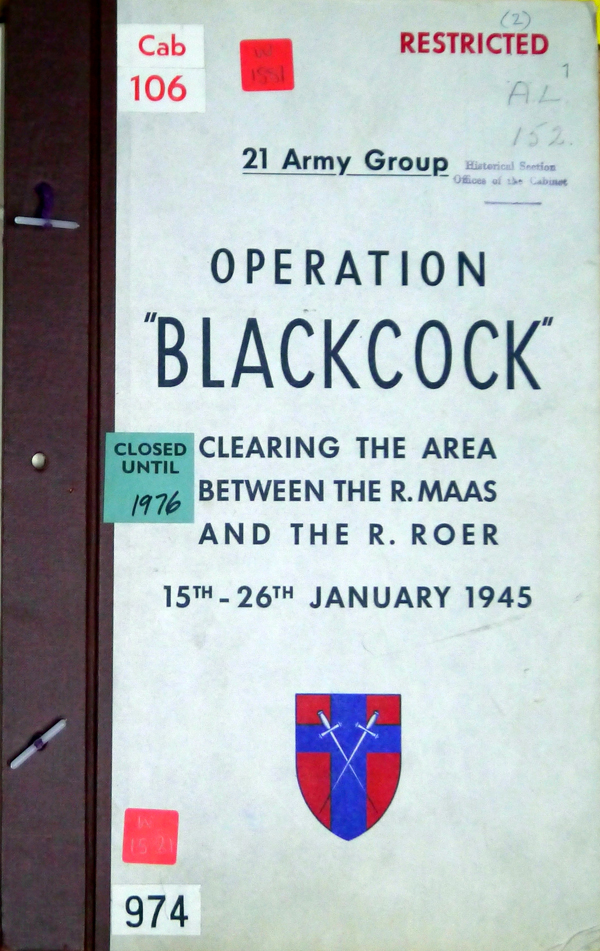 (2)
Cab
106
RESTRICTED
1
AL
152.
21 Army Group
Historical Section
Offices of the Cabinet
OPERATION
"BLACKCOCK"
CLOSED
UNTIL
1976
CLEARING THE AREA
BETWEEN THE R. MAAS
AND THE R. ROER
15TH - 26TH JANUARY 1945
974